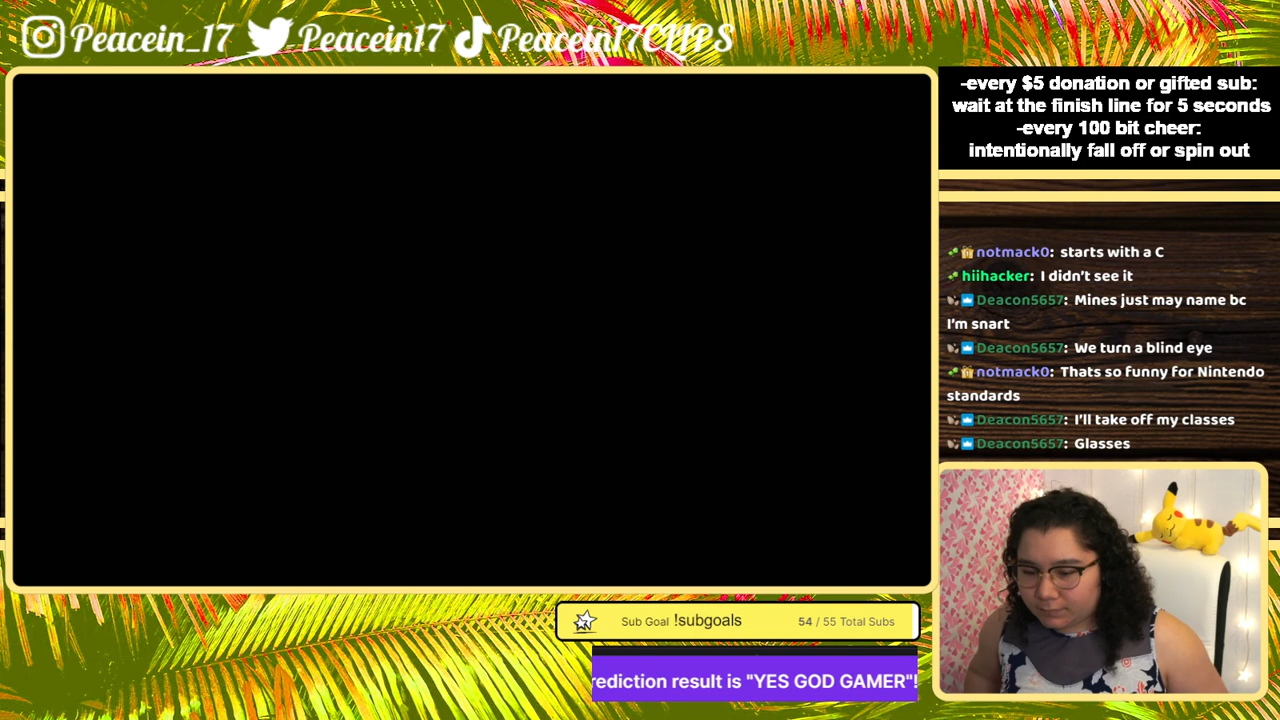 Peacein_17 Peacein17 Peacein17CLIPS
-every $5 donation or gifted sub:
wait at the finish line for 5 seconds
-every 100 bit cheer:
intentionally fall off or spin out
notmack0: starts with a C
hiihacker: I didn't see it
Deacon5657: Mines just may name bc
I'm snart
Deacon5657: We turn a blind eye
notmack0: Thats so funny for Nintendo
standards
Deacon5657: I'll take off my classes
Deacon5657: Glasses
Sub Goal !subgoals 54 / 55 Total Subs
rediction result is "YES GOD GAMER"!